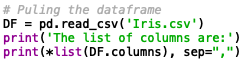 # Puling the dataframe
DF = pd.read_csv('Iris.csv')
print('The list of columns are:')
print(*list(DF.columns), sep=",")